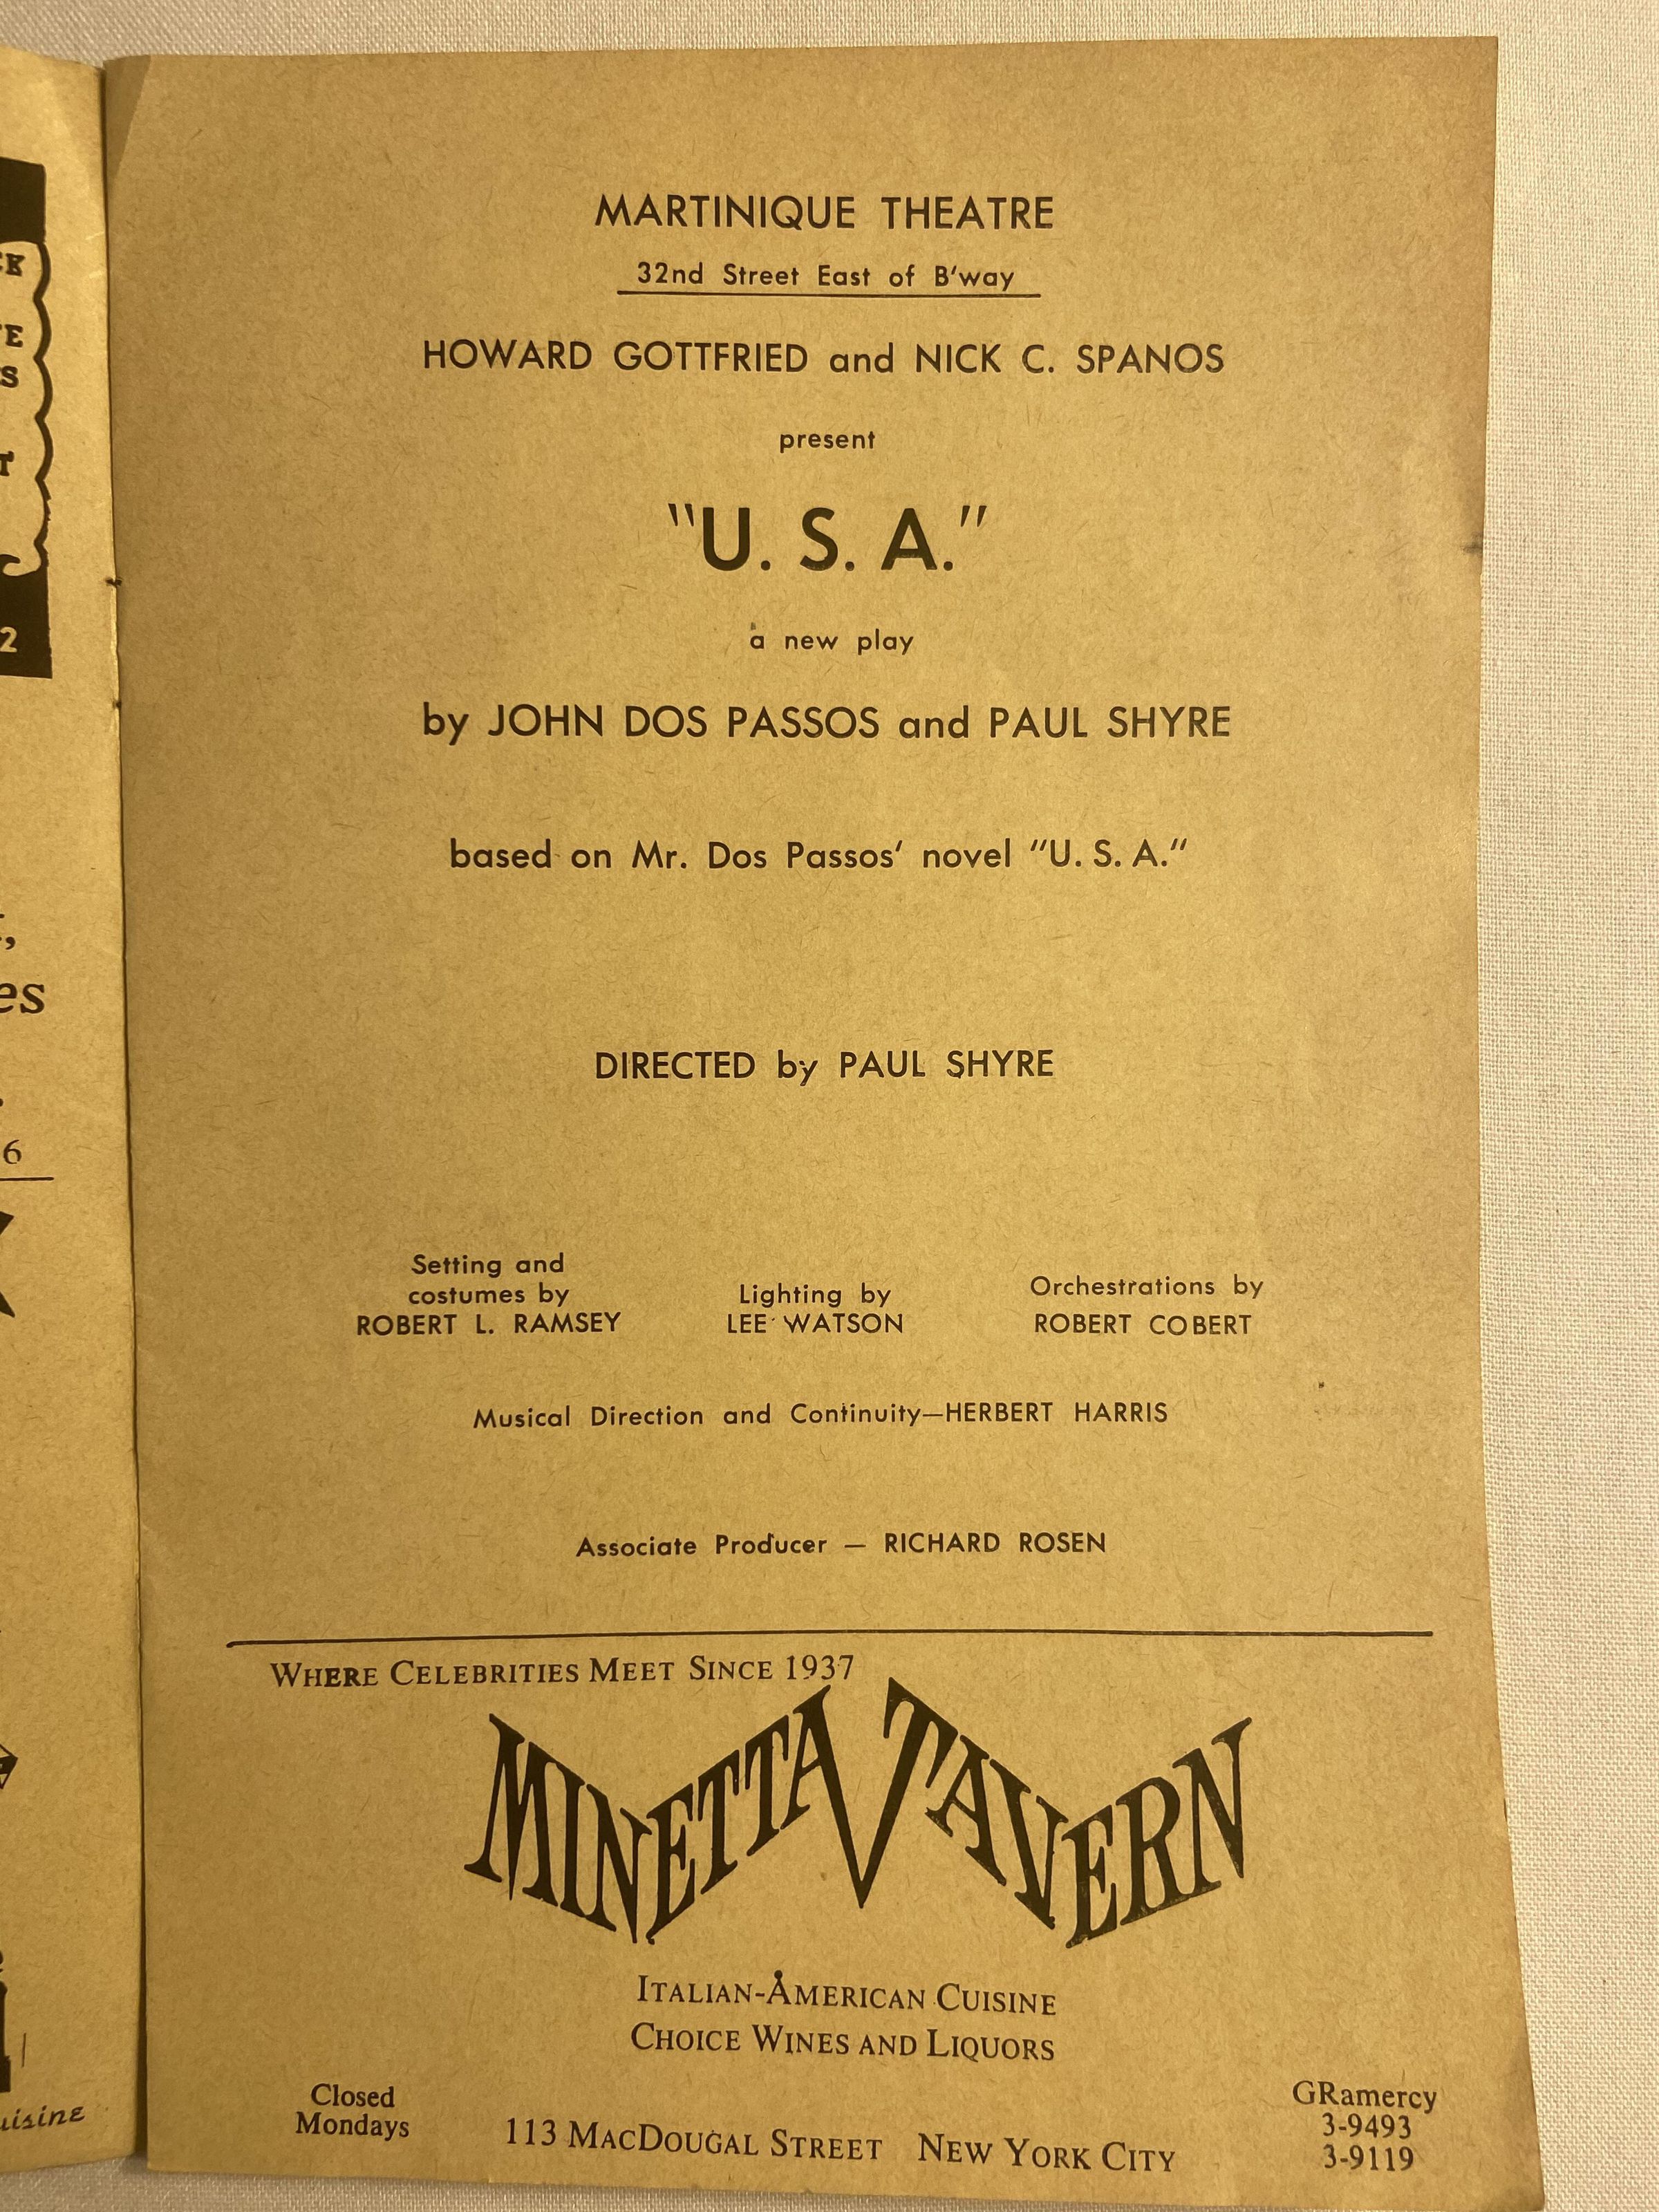 MARTINIQUE THEATRE
32nd Street East of B'way
HOWARD GOTTFRIED and NICK C. SPANOS
present
"U. S. A."
a new play
by JOHN DOS PASSOS and PAUL SHYRE
based on Mr. Dos Passos' novel "U. S. A."
DIRECTED by PAUL SHYRE
Setting and
costumes by
ROBERT L. RAMSEY
Lighting by
LEE WATSON
Orchestrations by
ROBERT COBERT
Musical Direction and Continuity—HERBERT HARRIS
Associate Producer — RICHARD ROSEN
WHERE CELEBRITIES MEET SINCE 1937
MINETTA TAVERN
ITALIAN-AMERICAN CUISINE
CHOICE WINES AND LIQUORS
Closed
Mondays
113 MACDOUGAL STREET NEW YORK CITY
GRamercy
3-9493
3-9119